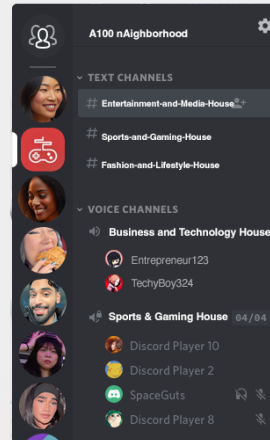 A100 nAighborhood
TEXT CHANNELS
# Entertainment-and-Media-House
# Sports-and-Gaming-House
# Fashion-and-Lifestyle-House
VOICE CHANNELS
Business and Technology House
Entrepreneur123
TechyBoy324
Sports & Gaming House 04/04
Discord Player 10
Discord Player 2
SpaceGuts
Discord Player 8